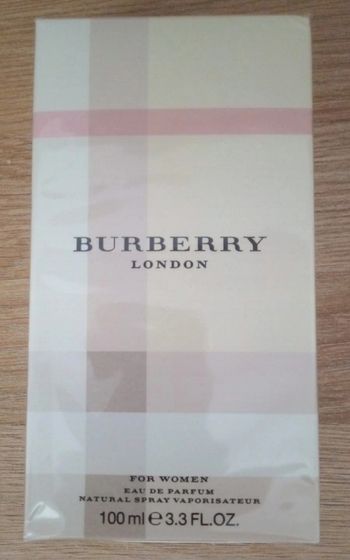 BURBERRY
LONDON
FOR WOMEN
EAU DE PARFUM
NATURAL SPRAY VAPORISATEUR
100 ml ℮ 3.3 FL.OZ.